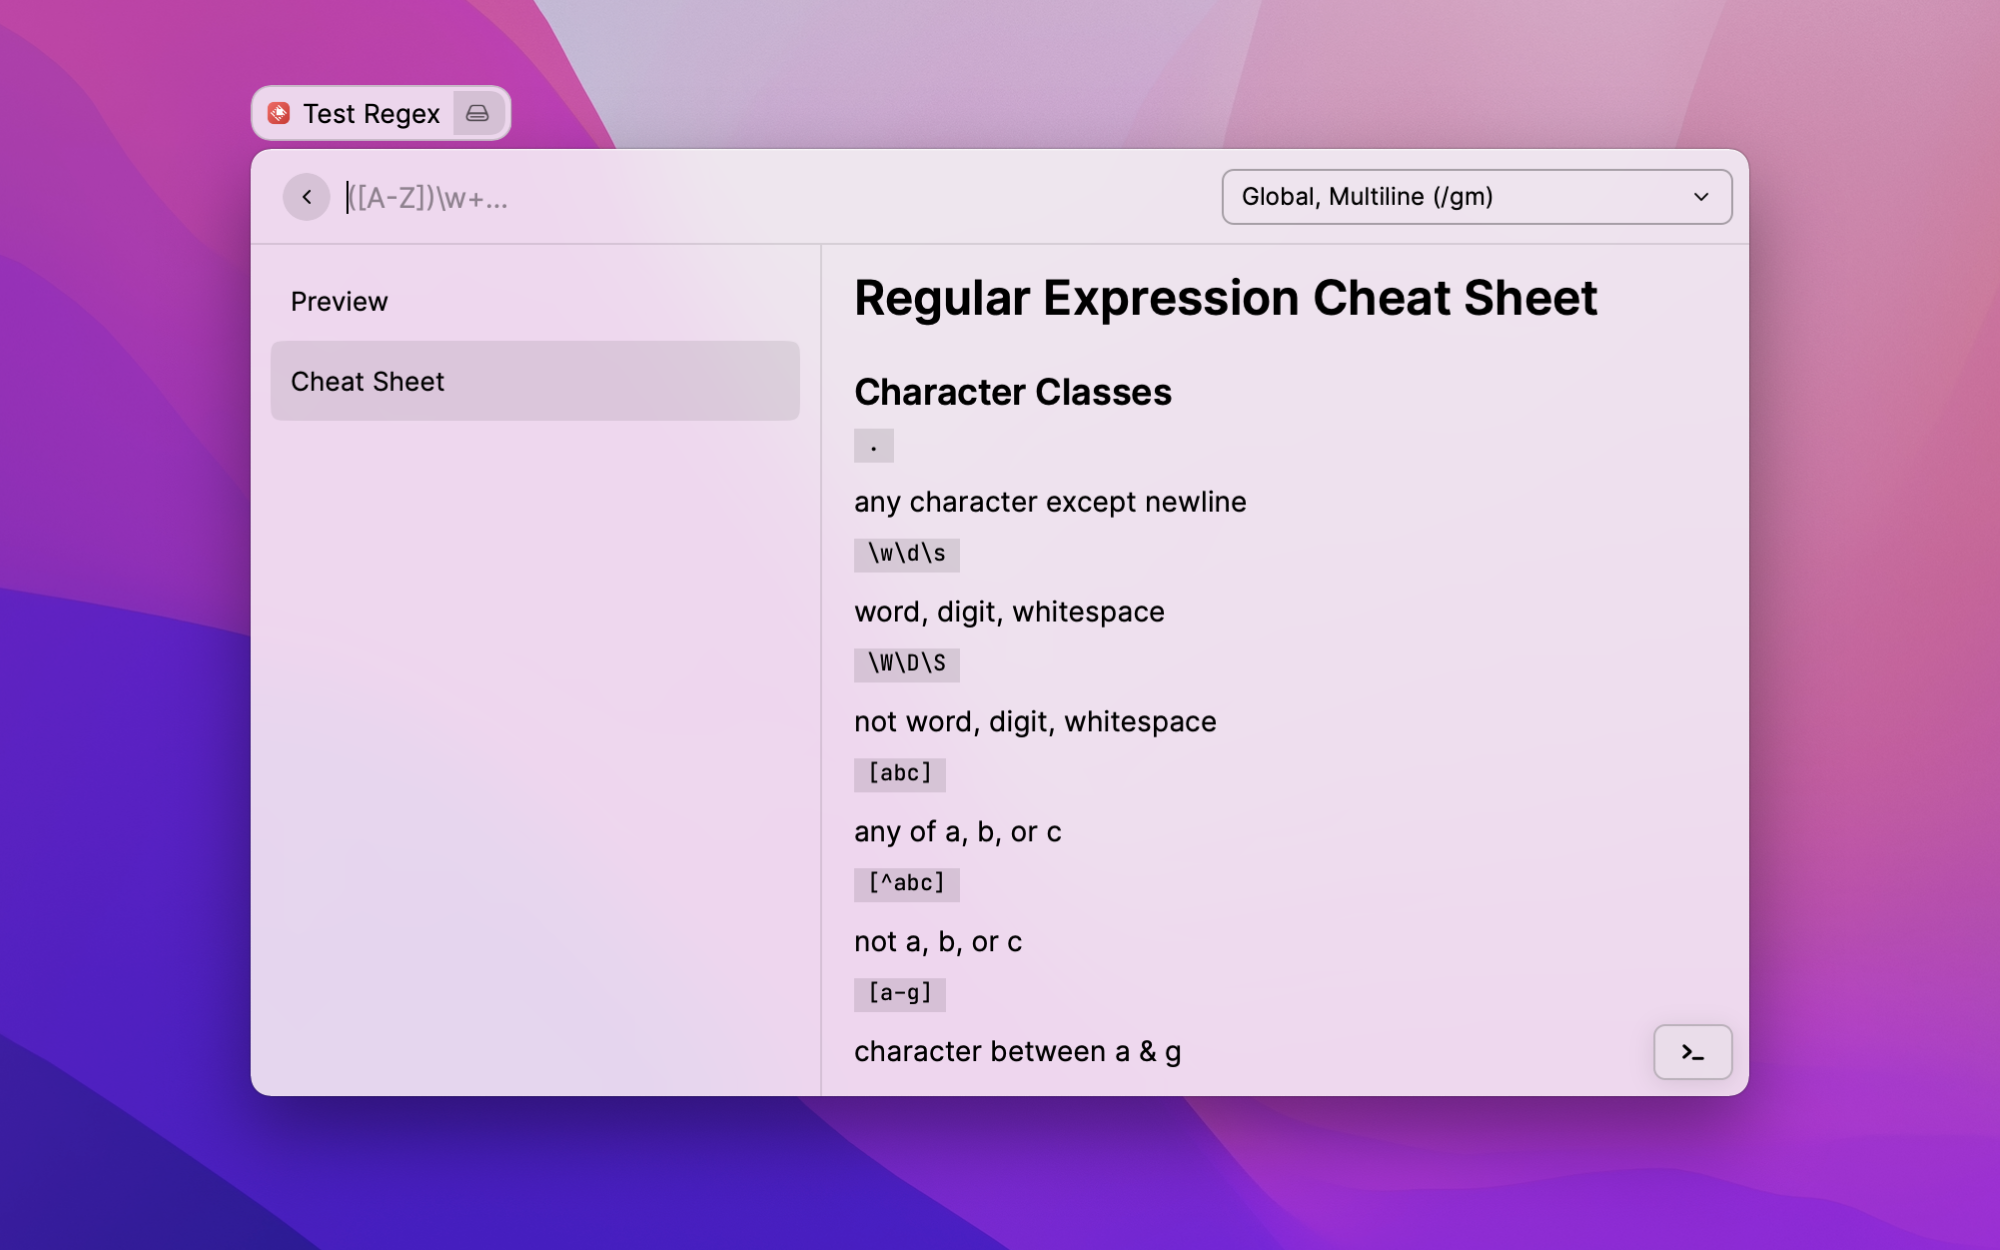 Test Regex
([A-Z])\w+...
Global, Multiline (/gm)
Preview
Cheat Sheet
Regular Expression Cheat Sheet
Character Classes
.
any character except newline
\w\d\s
word, digit, whitespace
\W\D\S
not word, digit, whitespace
[abc]
any of a, b, or c
[^abc]
not a, b, or c
[a-g]
character between a & g